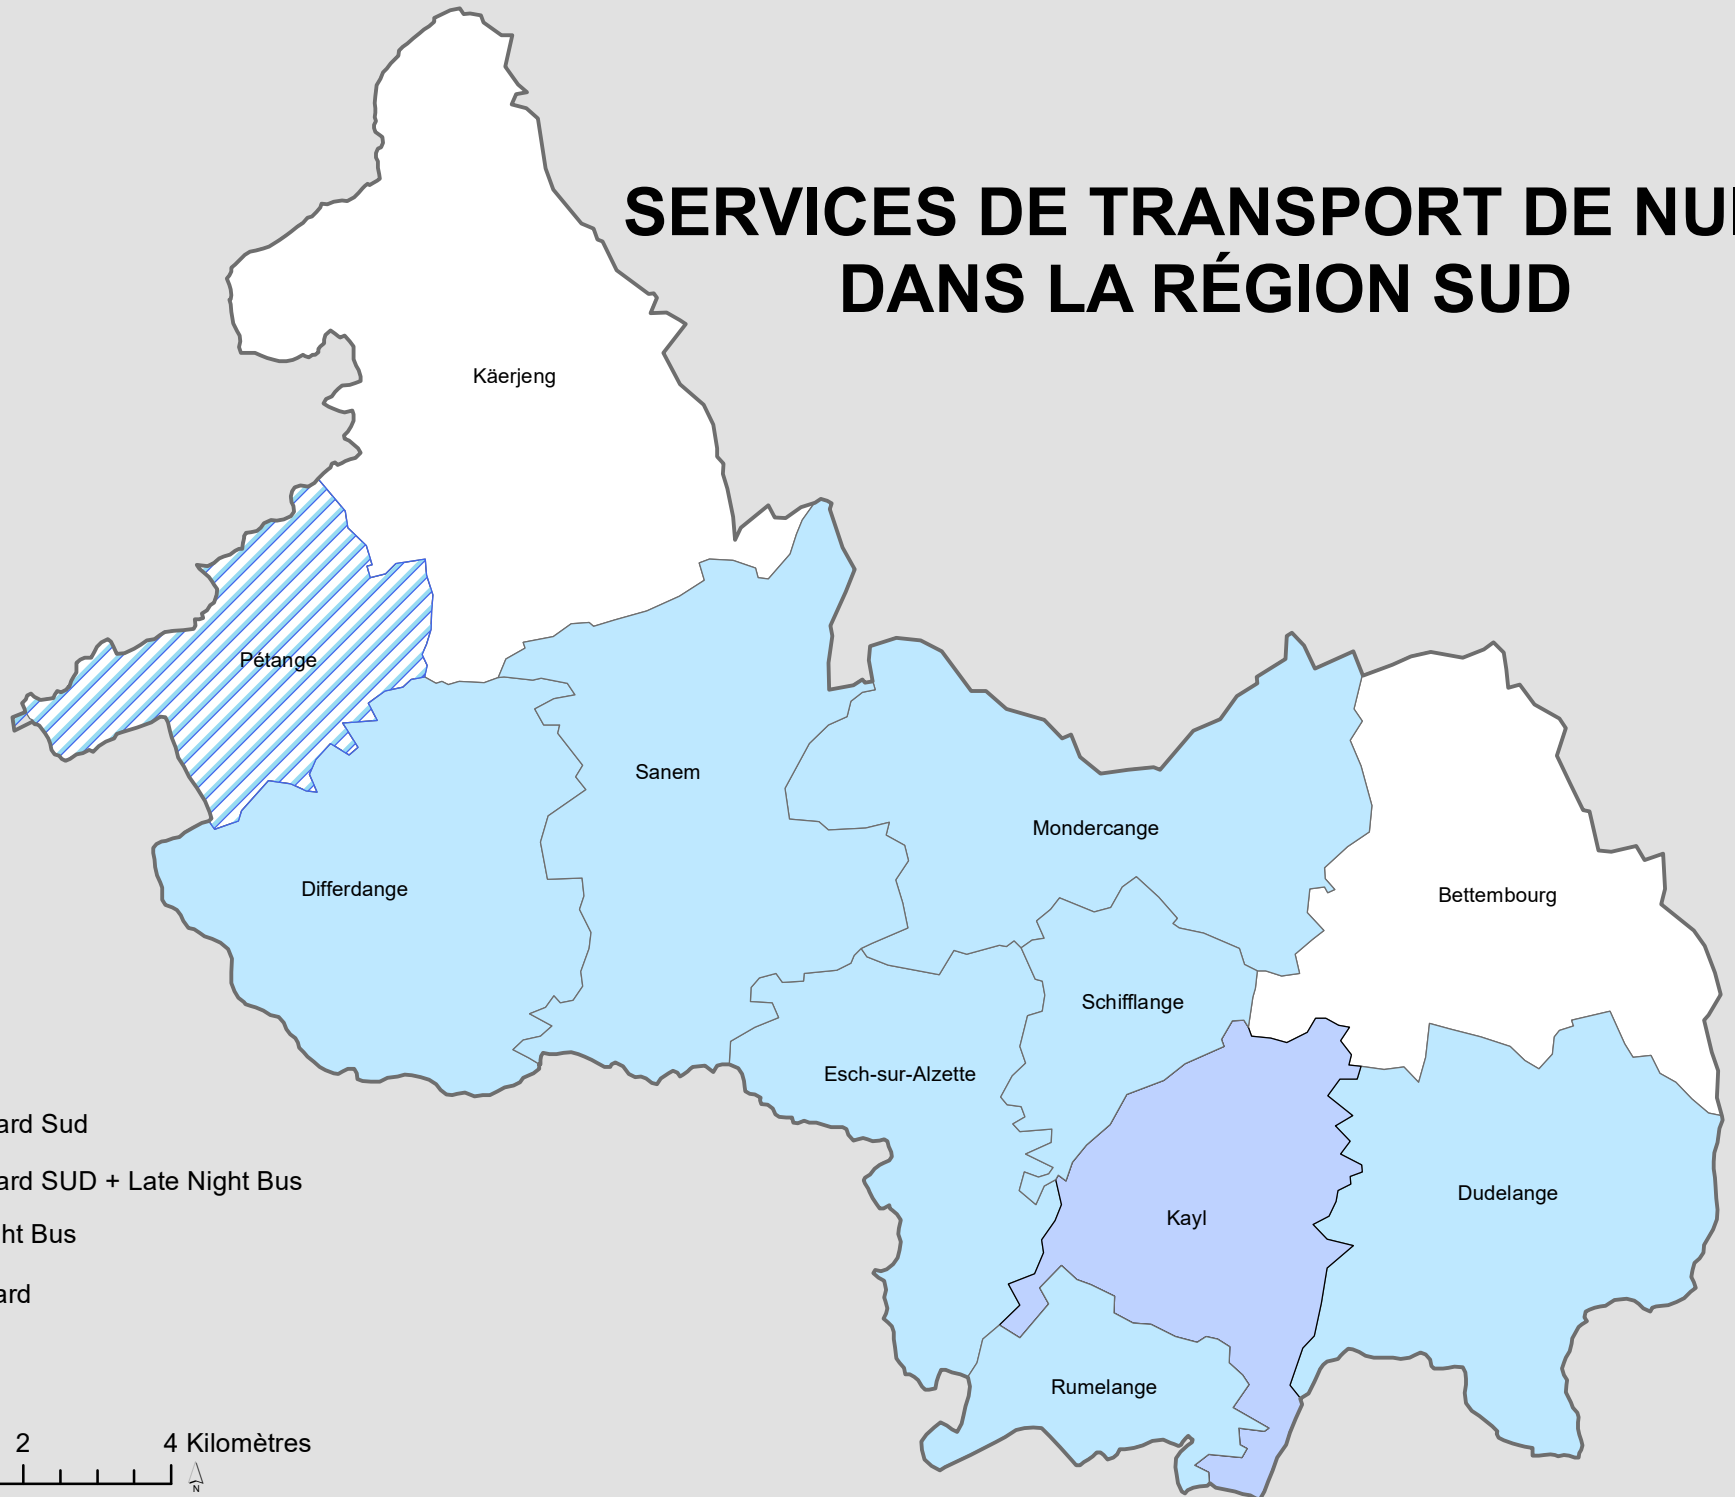 SERVICES DE TRANSPORT DE NUI
DANS LA RÉGION SUD
Käerjeng
Pétange
Sanem
Mondercange
Differdange
Bettembourg
Schifflange
Esch-sur-Alzette
Dudelange
Kayl
Rumelange
ard Sud
ard SUD + Late Night Bus
ht Bus
ard
2 4 Kilomètres
N